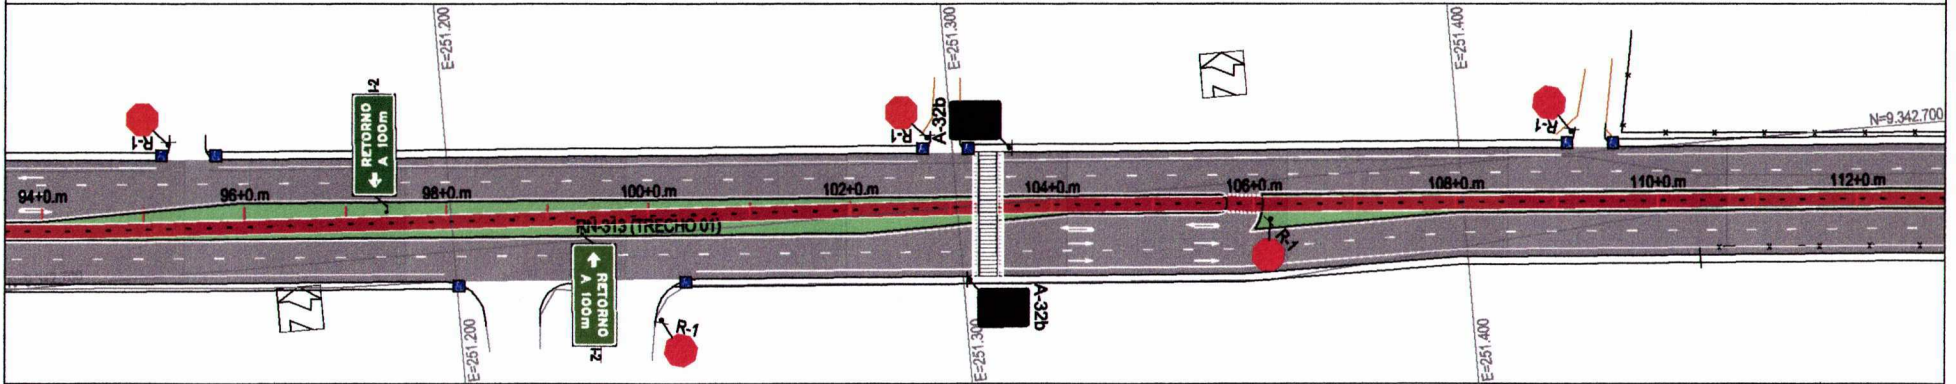 E=251.200
E=251.300
E=251.400
N=9.342.700
I-2
RETORNO
A 100m
R-1
R-1
A-32b
R-1
94+0.m
96+0.m
98+0.m
100+0.m
102+0.m
104+0.m
106+0.m
108+0.m
110+0.m
112+0.m
RN-313 (TRECHO 01)
R-1
RETORNO
A 100m
I-2
R-1
A-32b
E=251.200
E=251.300
E=251.400